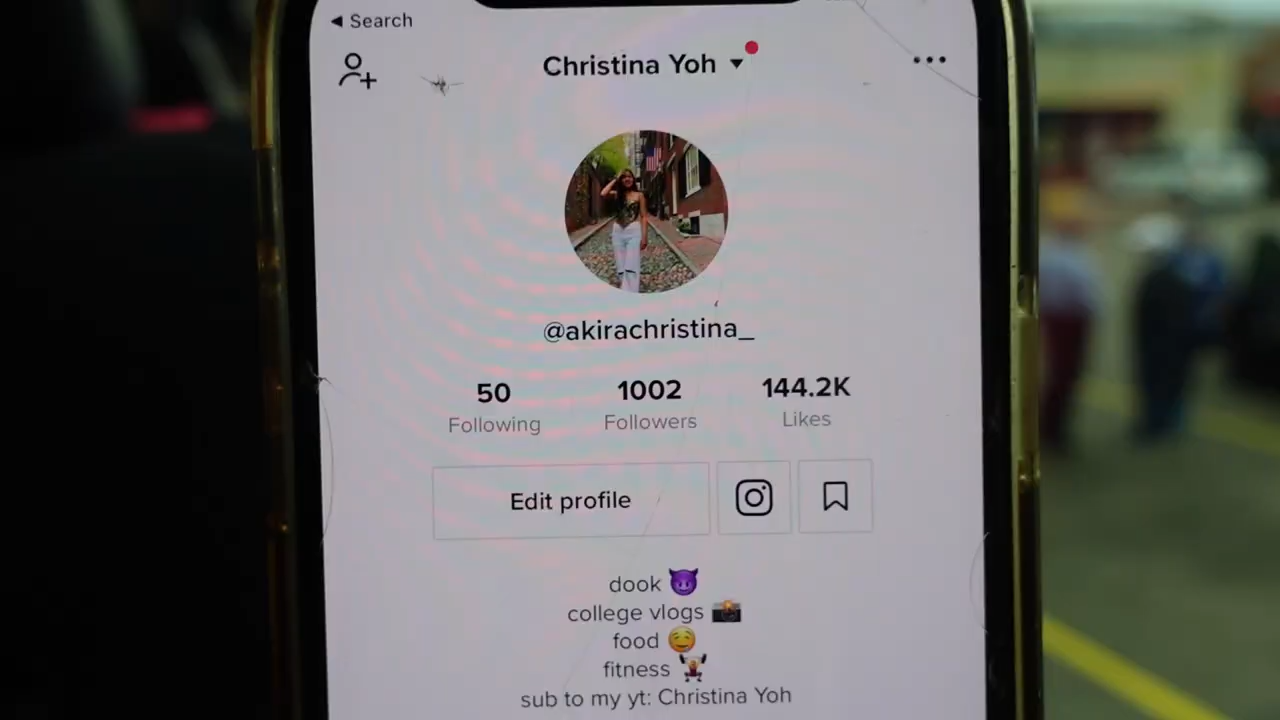 ◀ Search
Christina Yoh ▼
@akirachristina_
50 1002 144.2K
Following Followers Likes
Edit profile
dook 😈
college vlogs 📸
food 🤤
fitness 🏋️‍♀️
sub to my yt: Christina Yoh